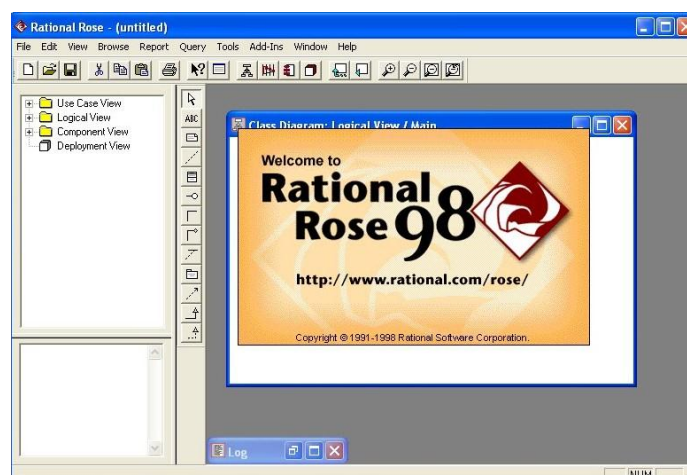 Rational Rose - (untitled)
File Edit View Browse Report Query Tools Add-Ins Window Help
Use Case View
Logical View
Component View
Deployment View
ABC
Class Diagram: Logical View / Main
Welcome to
Rational
Rose 98
http://www.rational.com/rose/
Copyright © 1991-1998 Rational Software Corporation.
Log
NUM